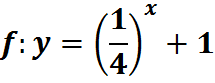 f: y = (1/4)^x + 1